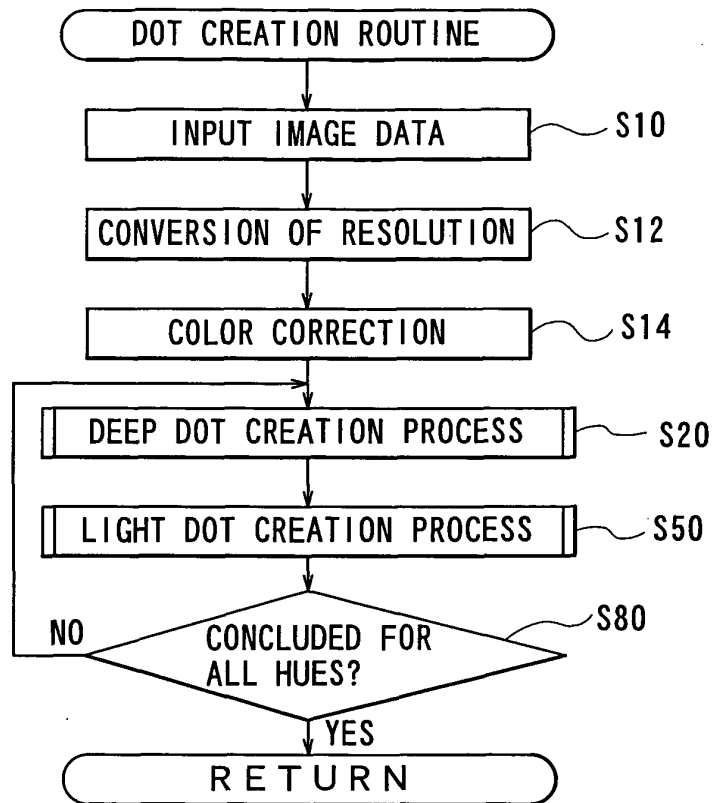 DOT CREATION ROUTINE
INPUT IMAGE DATA
S10
CONVERSION OF RESOLUTION
S12
COLOR CORRECTION
S14
DEEP DOT CREATION PROCESS
S20
LIGHT DOT CREATION PROCESS
S50
NO
CONCLUDED FOR
ALL HUES?
S80
YES
RETURN